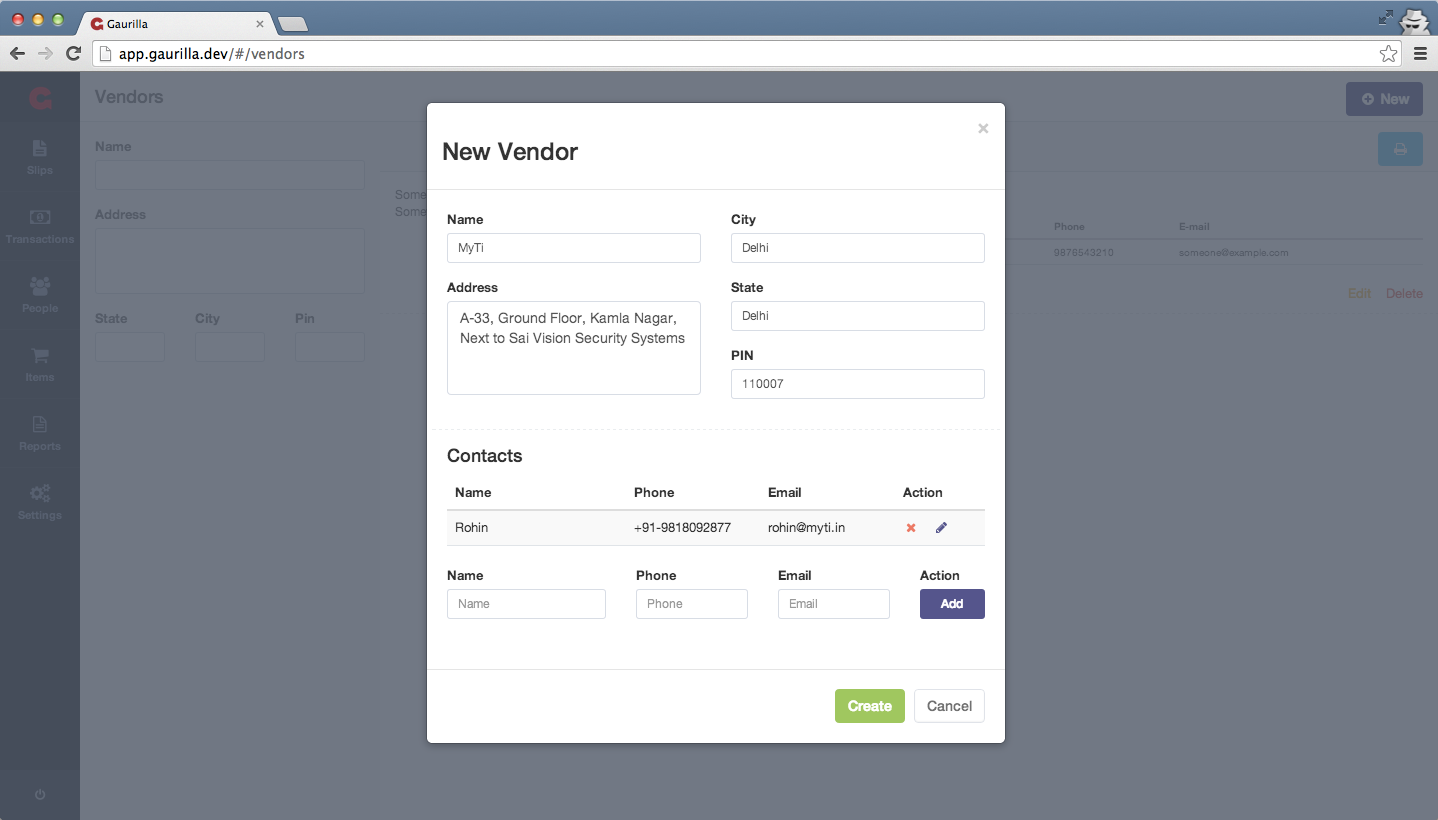 Gaurilla
app.gaurilla.dev/#/vendors
Vendors
New
Slips
Transactions
People
Items
Reports
Settings
Name
Address
State City Pin
Some
Some
Phone E-mail
9876543210 someone@example.com
Edit Delete
×
New Vendor
Name
MyTi
City
Delhi
Address
A-33, Ground Floor, Kamla Nagar,
Next to Sai Vision Security Systems
State
Delhi
PIN
110007
Contacts
Name Phone Email Action
Rohin +91-9818092877 rohin@myti.in
Name Phone Email Action
Name Phone Email Add
Create Cancel